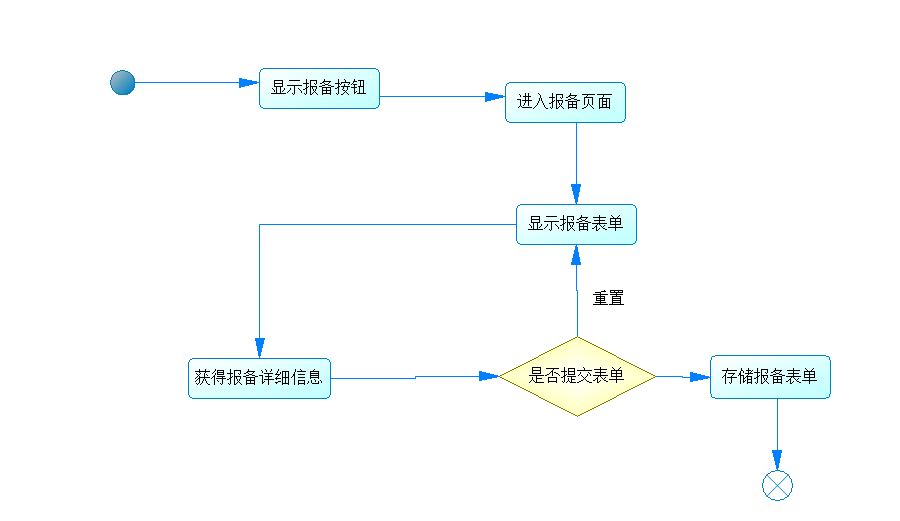 显示报备按钮
进入报备页面
显示报备表单
重置
获得报备详细信息
是否提交表单
存储报备表单